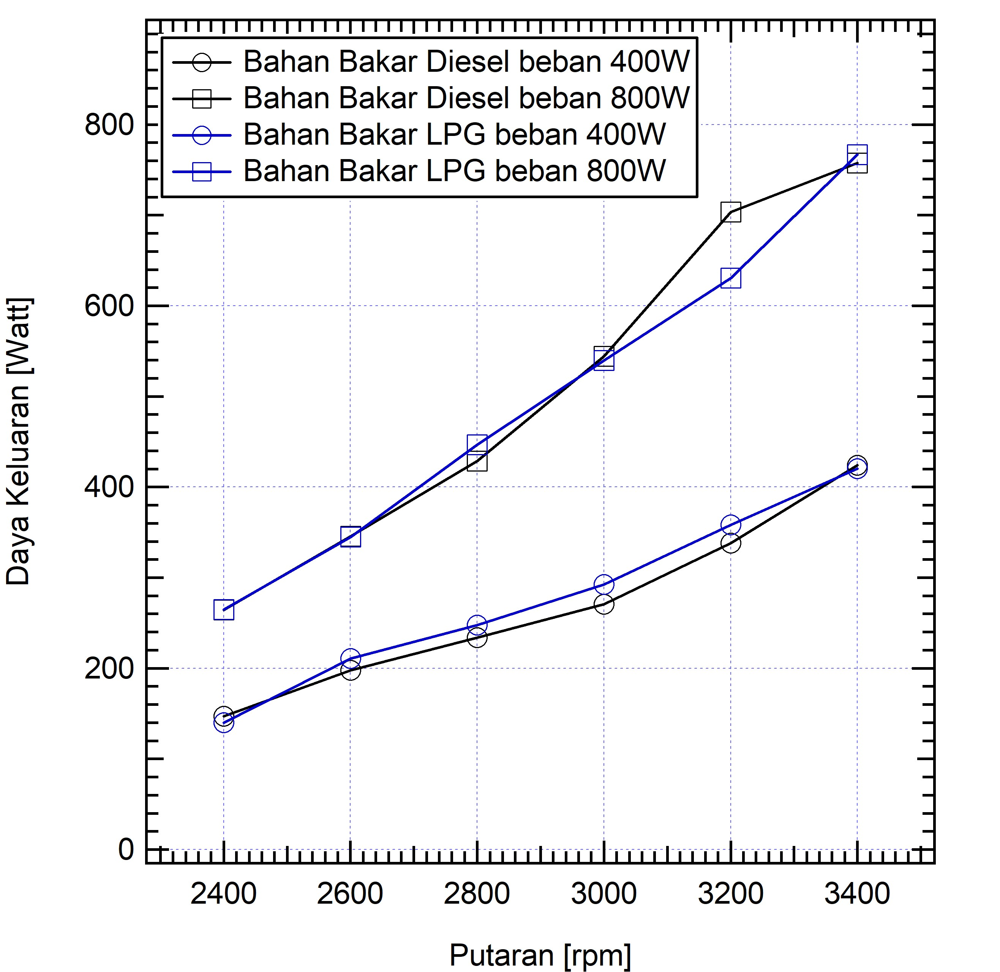 Bahan Bakar Diesel beban 400W
Bahan Bakar Diesel beban 800W
Bahan Bakar LPG beban 400W
Bahan Bakar LPG beban 800W
800
600
400
200
0
Daya Keluaran [Watt]
2400 2600 2800 3000 3200 3400
Putaran [rpm]